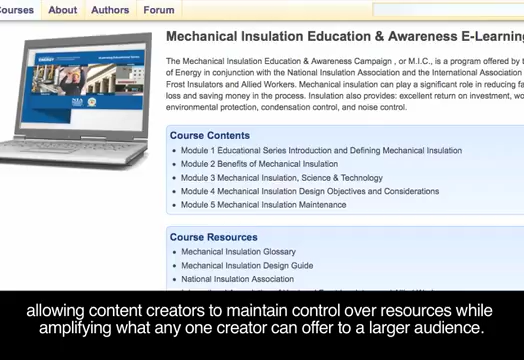 Courses About Authors Forum
Mechanical Insulation Education & Awareness E-Learning
The Mechanical Insulation Education & Awareness Campaign , or M.I.C., is a program offered by
of Energy in conjunction with the National Insulation Association and the International Association
Frost Insulators and Allied Workers. Mechanical insulation can play a significant role in reducing
loss and saving money in the process. Insulation also provides: excellent return on investment,
environmental protection, condensation control, and noise control.
Course Contents
Module 1 Educational Series Introduction and Defining Mechanical Insulation
Module 2 Benefits of Mechanical Insulation
Module 3 Mechanical Insulation, Science & Technology
Module 4 Mechanical Insulation Design Objectives and Considerations
Module 5 Mechanical Insulation Maintenance
Course Resources
Mechanical Insulation Glossary
Mechanical Insulation Design Guide
National Insulation Association
allowing content creators to maintain control over resources while
amplifying what any one creator can offer to a larger audience.